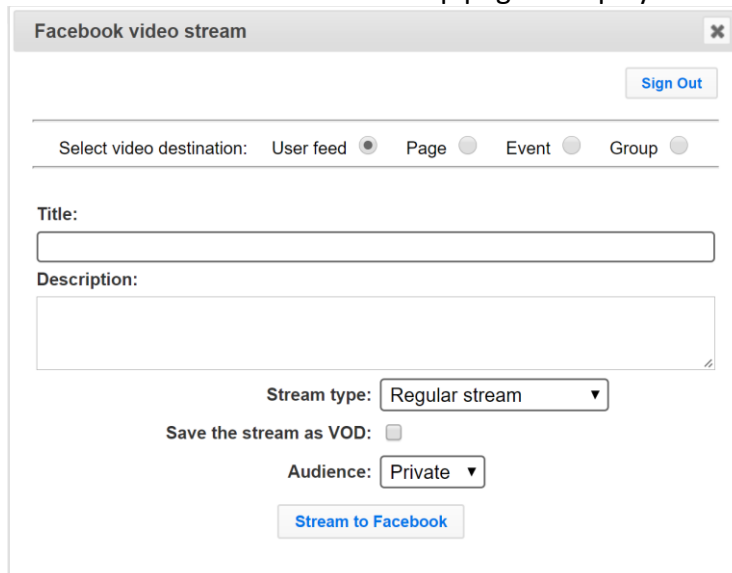 Facebook video stream
Sign Out
Select video destination: User feed Page Event Group
Title:
Description:
Stream type: Regular stream
Save the stream as VOD:
Audience: Private
Stream to Facebook